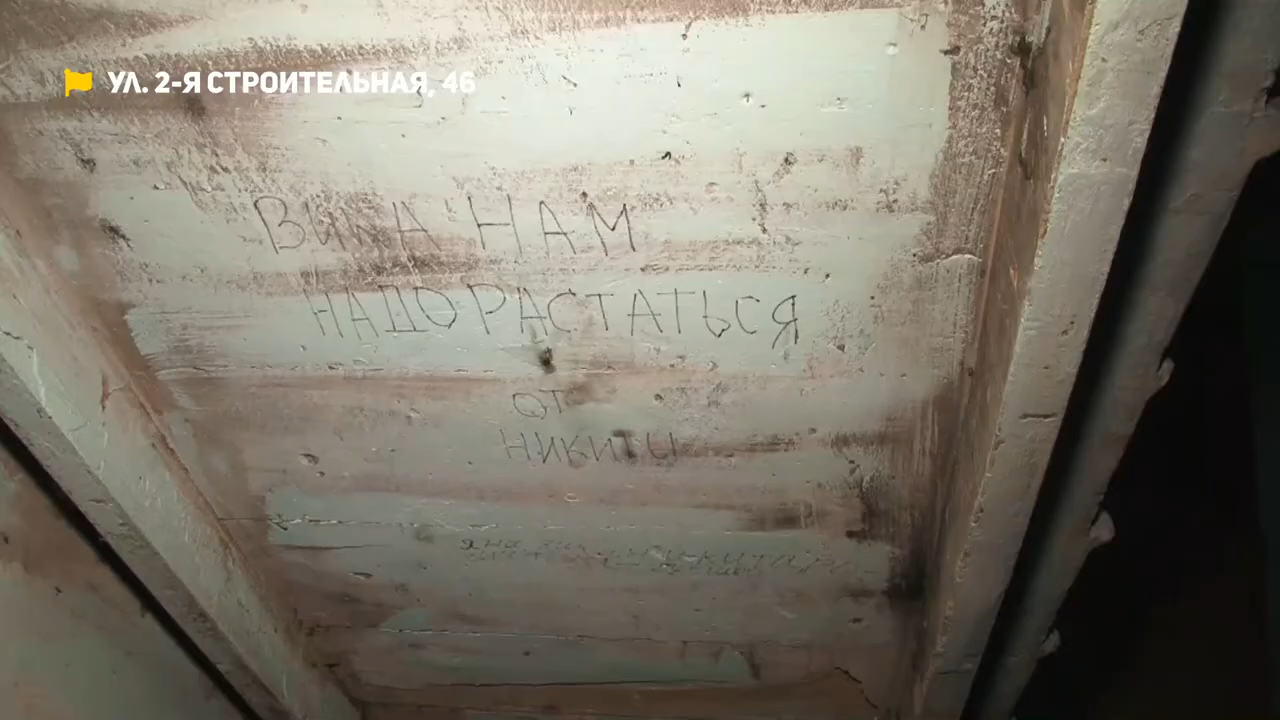 УЛ. 2-Я СТРОИТЕЛЬНАЯ, 46
ВИКА НАМ
НАДО РАСТАТЬСЯ
ОТ
НИКИТЫ